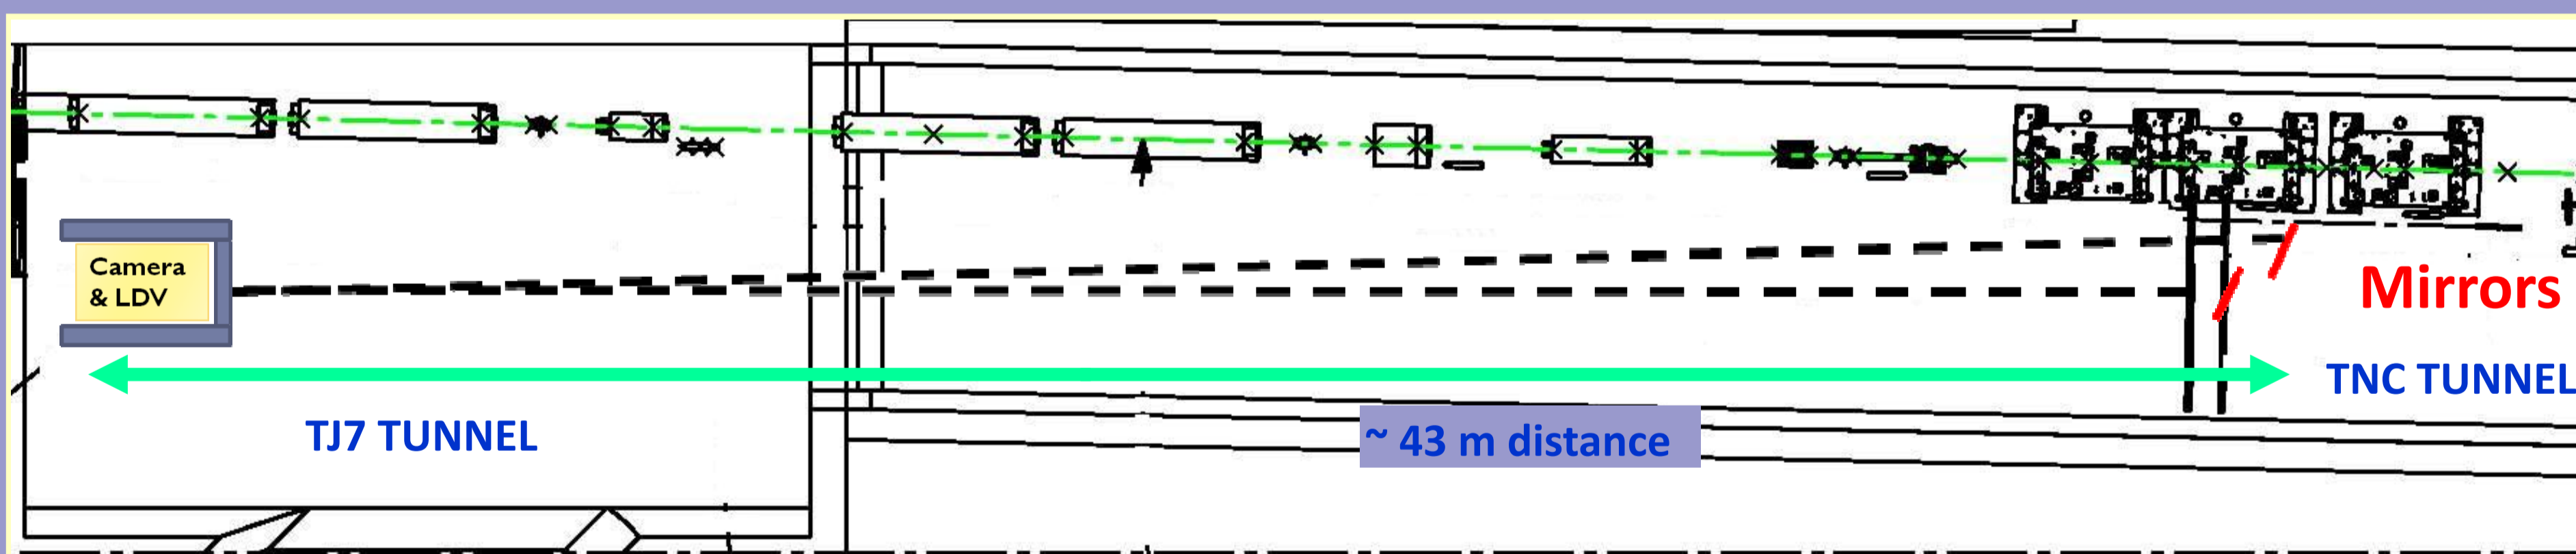 Camera
& LDV
Mirrors
TNC TUNNEL
TJ7 TUNNEL
~ 43 m distance